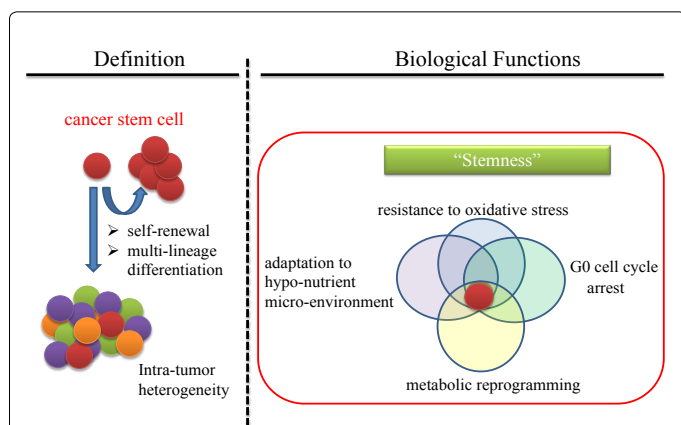 Definition
cancer stem cell
➢ self-renewal
➢ multi-lineage
differentiation
Intra-tumor
heterogeneity
Biological Functions
“Stemness”
resistance to oxidative stress
adaptation to
hypo-nutrient
micro-environment
G0 cell cycle
arrest
metabolic reprogramming